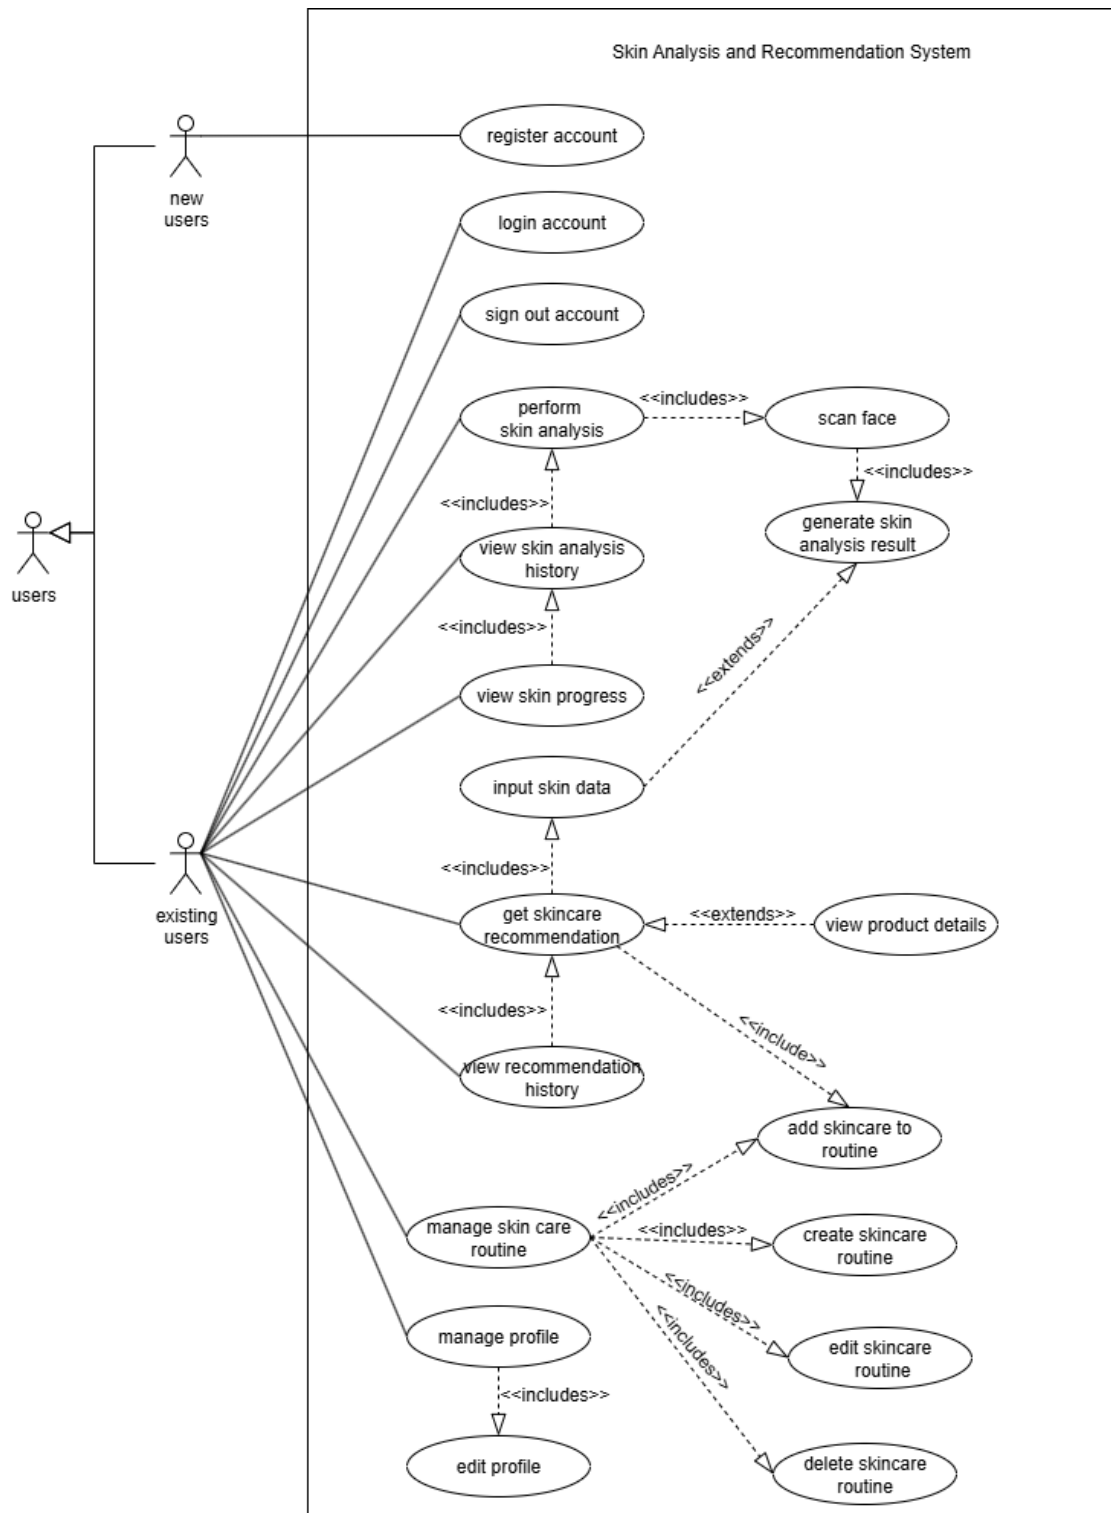 Skin Analysis and Recommendation System
register account
new
users
login account
sign out account
perform
skin analysis
<<includes>>
scan face
<<includes>>
<<includes>>
generate skin
analysis result
view skin analysis
history
users
<<includes>>
<<extends>>
view skin progress
input skin data
<<includes>>
existing
users
get skincare
recommendation
<<extends>>
view product details
<<includes>>
<<include>>
view recommendation
history
add skincare to
routine
<<includes>>
manage skin care
routine
<<includes>>
create skincare
routine
<<includes>>
manage profile
<<includes>>
edit skincare
routine
<<includes>>
edit profile
delete skincare
routine